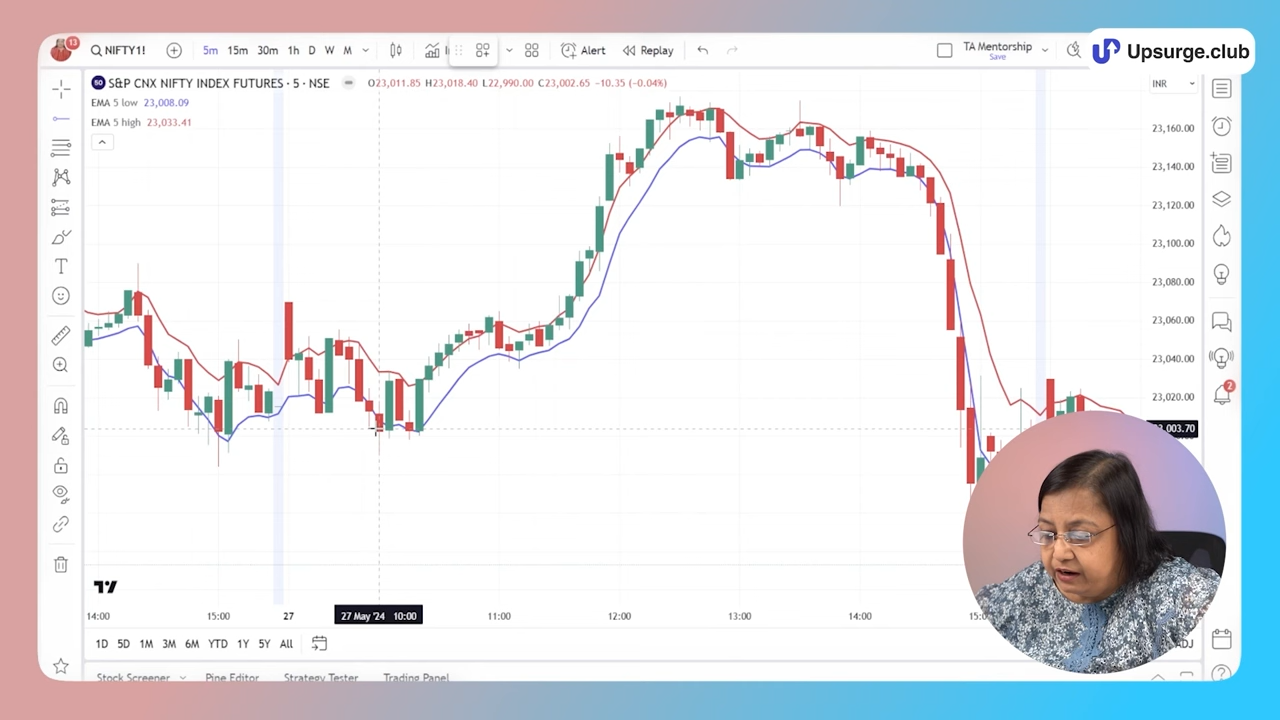 13
NIFTY1!
5m 15m 30m 1h D W M
Alert
Replay
TA Mentorship
Save
Upsurge.club
50 S&P CNX NIFTY INDEX FUTURES · 5 · NSE
O23,011.85 H23,018.40 L22,990.00 C23,002.65 -10.35 (-0.04%)
INR
EMA 5 low 23,008.09
EMA 5 high 23,033.41
23,160.00
23,140.00
23,120.00
23,100.00
23,080.00
23,060.00
23,040.00
23,020.00
2
T
14:00
15:00
27
27 May '24 10:00
11:00
12:00
13:00
14:00
1D 5D 1M 3M 6M YTD 1Y 5Y All
ADJ
Stock Screener
Pine Editor
Strategy Tester
Trading Panel